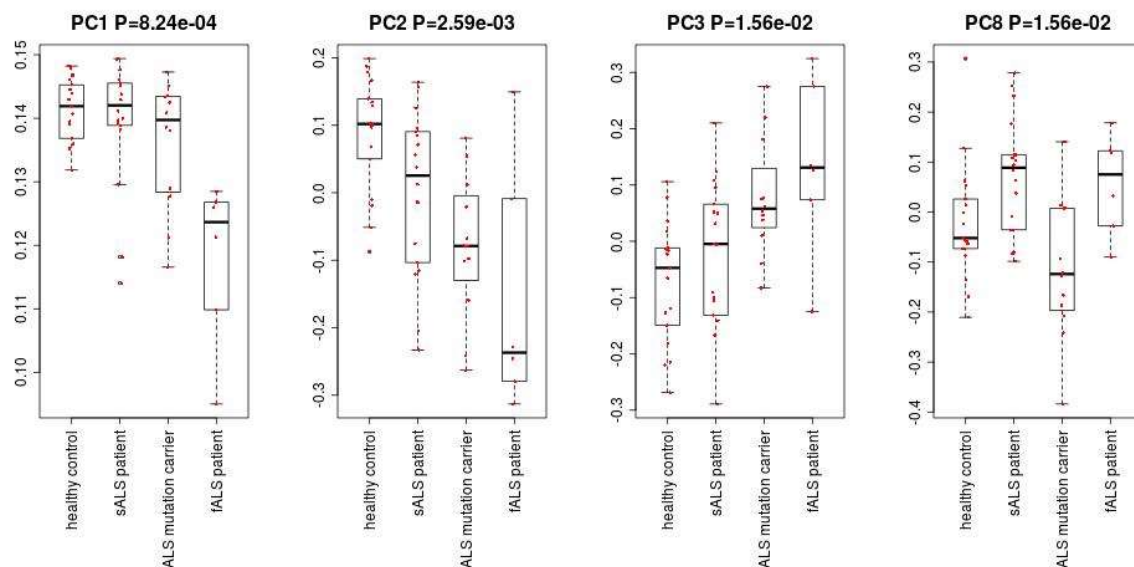 PC1 P=8.24e-04
0.15
0.14
0.13
0.12
0.11
0.10
healthy control
sALS patient
ALS mutation carrier
fALS patient
PC2 P=2.59e-03
0.2
0.1
0.0
-0.1
-0.2
-0.3
healthy control
sALS patient
ALS mutation carrier
fALS patient
PC3 P=1.56e-02
0.3
0.2
0.1
0.0
-0.1
-0.2
-0.3
healthy control
sALS patient
ALS mutation carrier
fALS patient
PC8 P=1.56e-02
0.3
0.2
0.1
0.0
-0.1
-0.2
-0.3
-0.4
healthy control
sALS patient
ALS mutation carrier
fALS patient